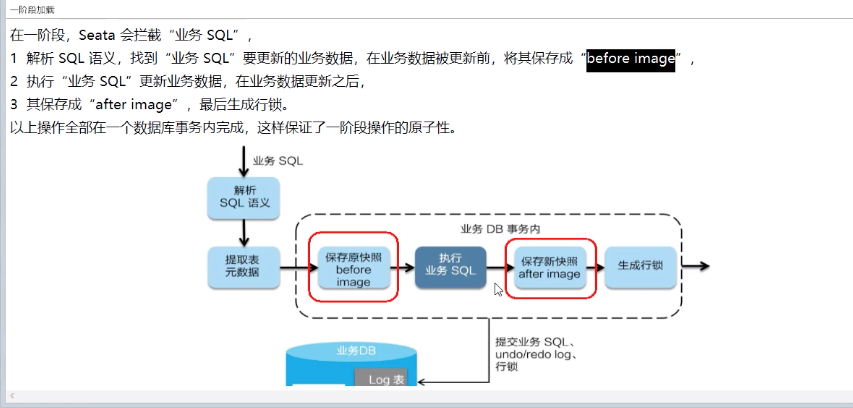 一阶段加载
在一阶段，Seata 会拦截“业务 SQL”，
1 解析 SQL 语义，找到“业务 SQL”要更新的业务数据，在业务数据被更新前，将其保存成“before image”，
2 执行“业务 SQL”更新业务数据，在业务数据更新之后，
3 其保存成“after image”，最后生成行锁。
以上操作全部在一个数据库事务内完成，这样保证了一阶段操作的原子性。
业务 SQL
解析
SQL 语义
业务 DB 事务内
提取表
元数据
保存原快照
before
image
执行
业务 SQL
保存新快照
after image
生成行锁
提交业务 SQL、
undo/redo log、
行锁
业务DB
Log 表